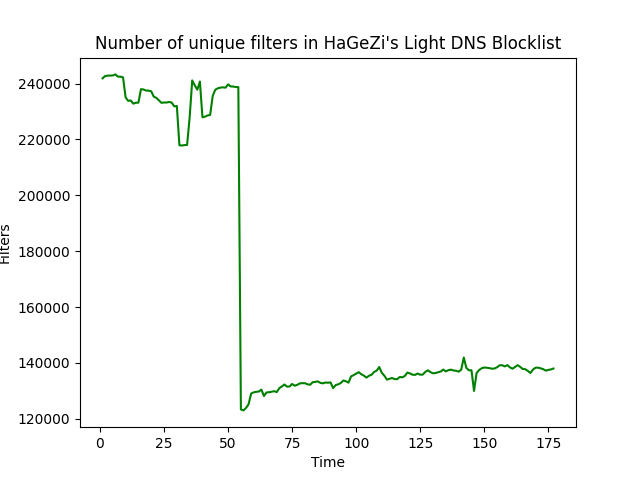 Number of unique filters in HaGeZi's Light DNS Blocklist
240000
220000
200000
180000
160000
140000
120000
Filters
0 25 50 75 100 125 150 175
Time